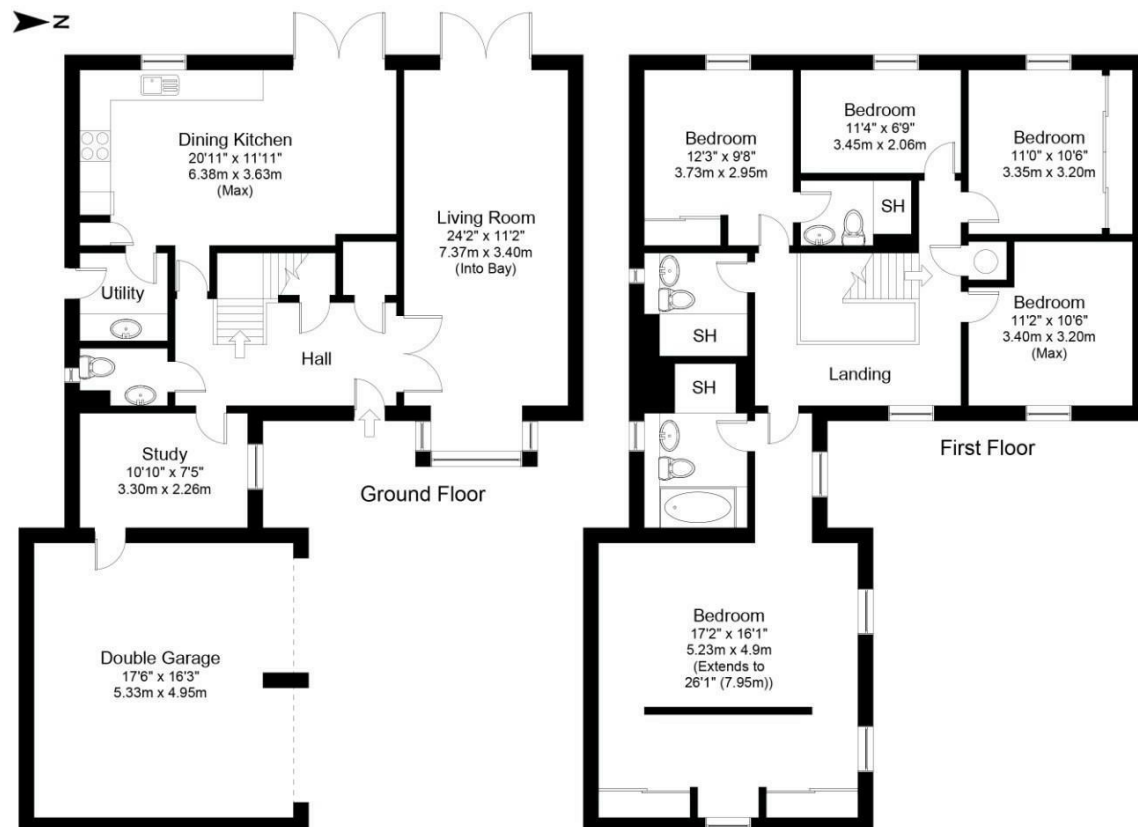 N
Dining Kitchen
20'11" x 11'11"
6.38m x 3.63m
(Max)
Living Room
24'2" x 11'2"
7.37m x 3.40m
(Into Bay)
Utility
Hall
Study
10'10" x 7'5"
3.30m x 2.26m
Ground Floor
Double Garage
17'6" x 16'3"
5.33m x 4.95m
Bedroom
12'3" x 9'8"
3.73m x 2.95m
Bedroom
11'4" x 6'9"
3.45m x 2.06m
Bedroom
11'0" x 10'6"
3.35m x 3.20m
SH
SH
SH
Bedroom
11'2" x 10'6"
3.40m x 3.20m
(Max)
Landing
First Floor
Bedroom
17'2" x 16'1"
5.23m x 4.9m
(Extends to
26'1" (7.95m))